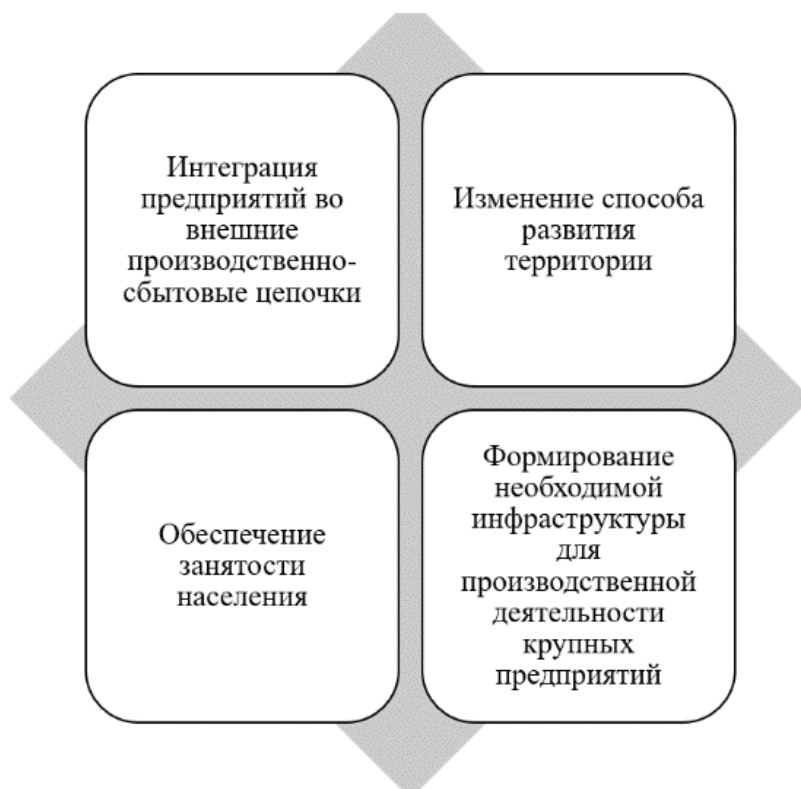 Интеграция
предприятий во
внешние
производственно-
сбытовые цепочки
Изменение способа
развития
территории
Обеспечение
занятости
населения
Формирование
необходимой
инфраструктуры
для
производственной
деятельности
крупных
предприятий